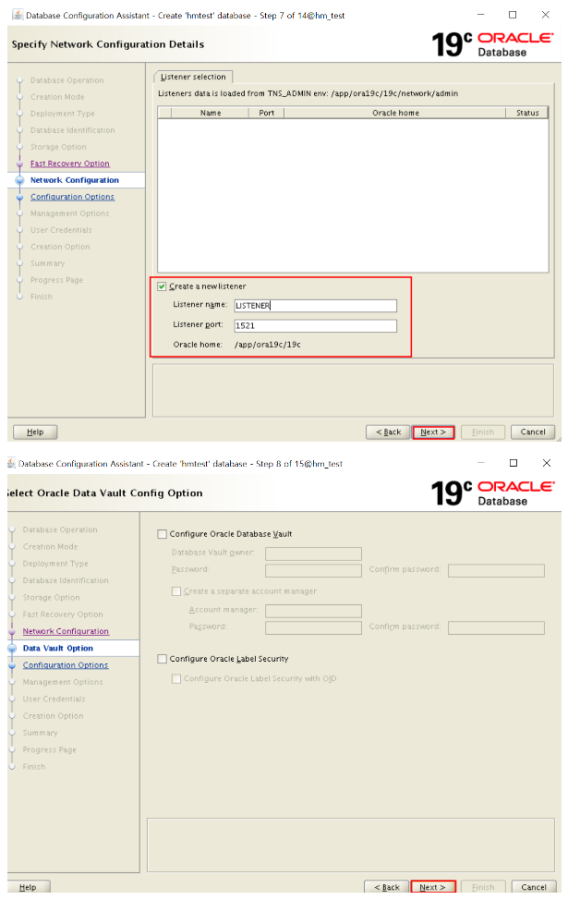 Database Configuration Assistant - Create 'hmtest' database - Step 7 of 14@hm_test
Specify Network Configuration Details
19c ORACLE
Database
Database Operation
Creation Mode
Deployment Type
Database Identification
Storage Option
Fast Recovery Option
Network Configuration
Configuration Options
Management Options
User Credentials
Creation Option
Summary
Progress Page
Finish
Listener selection
Listeners data is loaded from TNS_ADMIN env: /app/ora19c/19c/network/admin
Name Port Oracle home Status
Create a new listener
Listener name: LISTENER
Listener port: 1521
Oracle home: /app/ora19c/19c
Help < Back Next > Finish Cancel
Database Configuration Assistant - Create 'hmtest' database - Step 8 of 15@hm_test
Select Oracle Data Vault Config Option
19c ORACLE
Database
Database Operation
Creation Mode
Deployment Type
Database Identification
Storage Option
Fast Recovery Option
Network Configuration
Data Vault Option
Configuration Options
Management Options
User Credentials
Creation Option
Summary
Progress Page
Finish
Configure Oracle Database Vault
Database Vault owner:
Password: Confirm password:
Create a separate account manager
Account manager:
Password: Confirm password:
Configure Oracle Label Security
Configure Oracle Label Security with OID
Help < Back Next > Finish Cancel